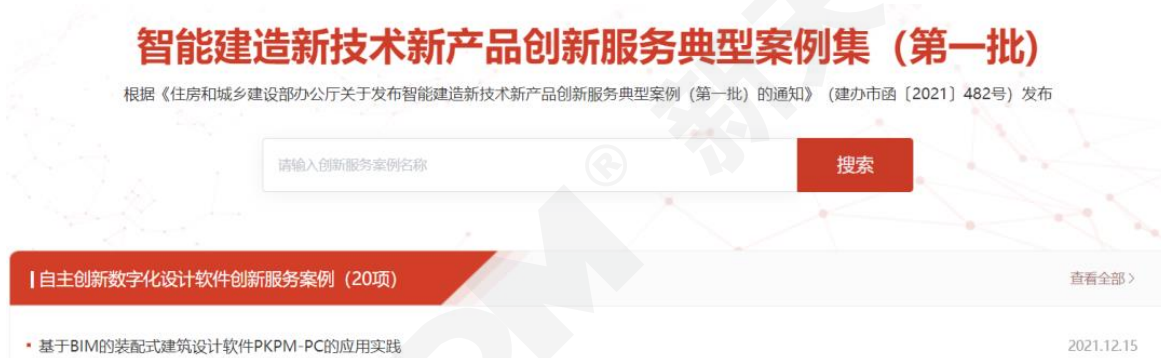 智能建造新技术新产品创新服务典型案例集（第一批）
根据《住房和城乡建设部办公厅关于发布智能建造新技术新产品创新服务典型案例（第一批）的通知》（建办市函〔2021〕482号）发布
请输入创新服务案例名称
搜索
自主创新数字化设计软件创新服务案例（20项）
查看全部>
• 基于BIM的装配式建筑设计软件PKPM-PC的应用实践
2021.12.15